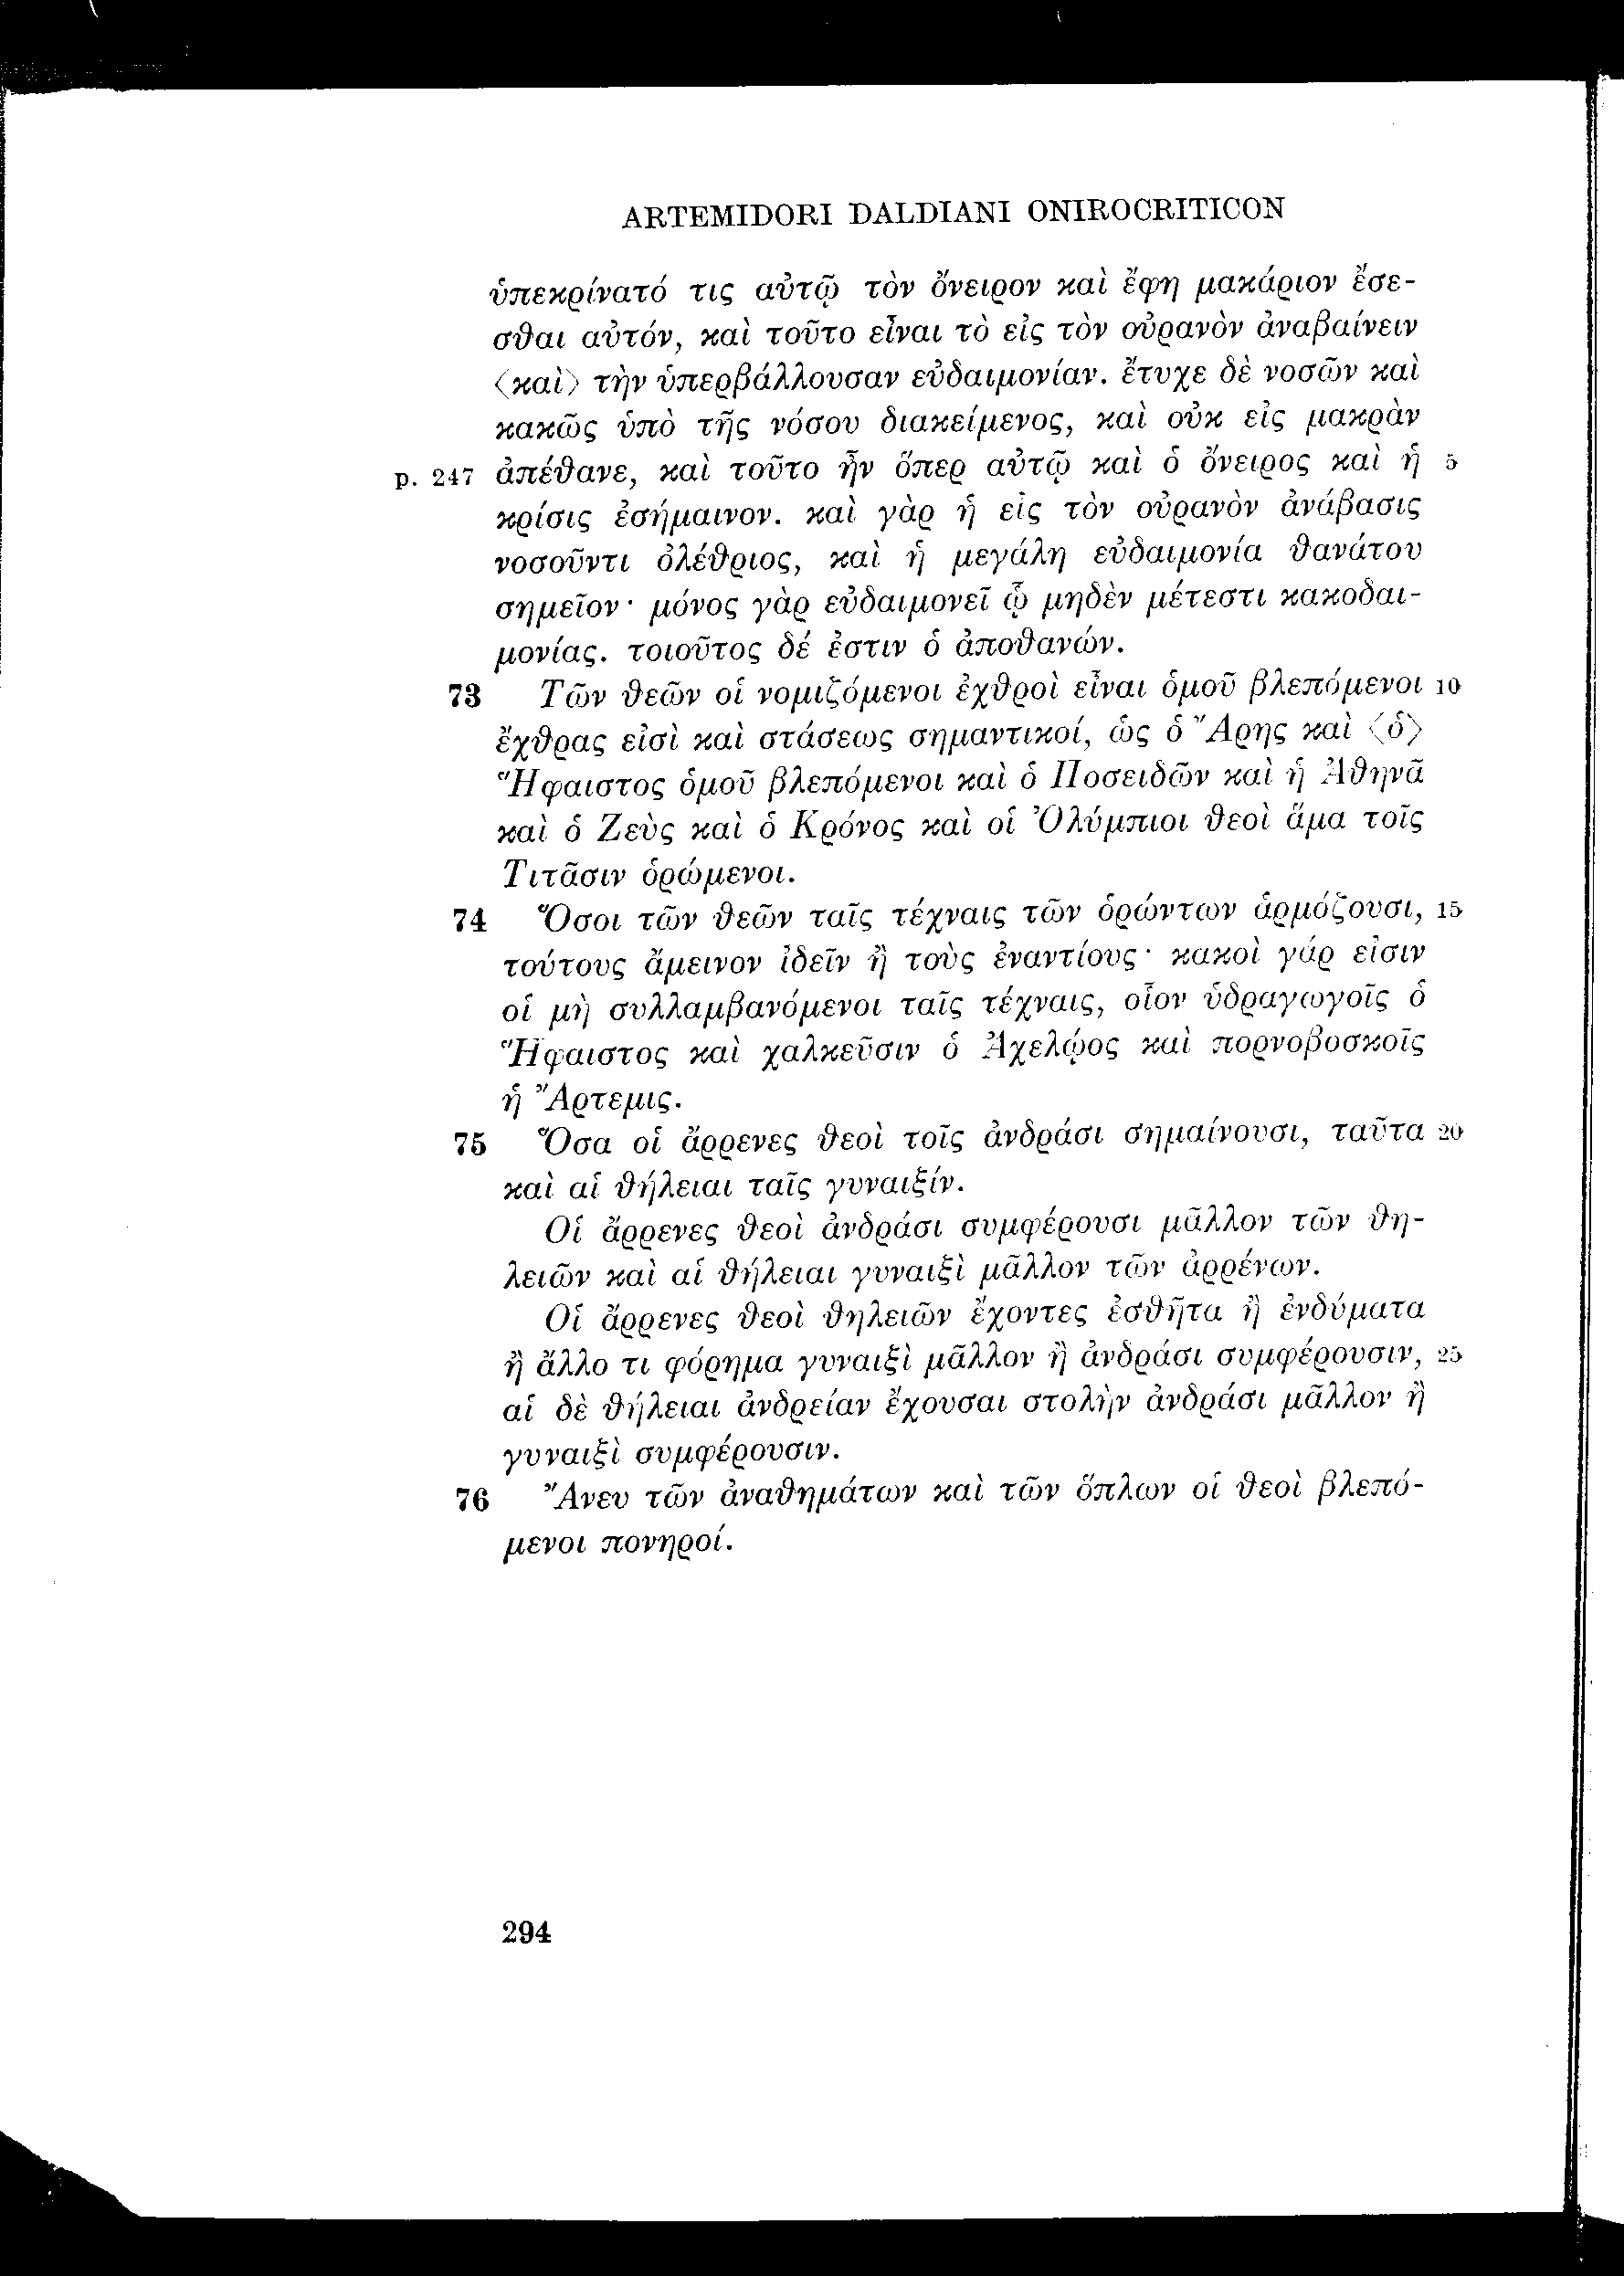 ARTEMIDORI DALDIANI ONIROCRITICON
ὑπεκρίνατό τις αὐτῷ τὸν ὄνειρον καὶ ἔφη μακάριον ἔσε-
σθαι αὐτόν, καὶ τοῦτο εἶναι τὸ εἰς τὸν οὐρανὸν ἀναβαίνειν
⟨καὶ⟩ τὴν ὑπερβάλλουσαν εὐδαιμονίαν. ἔτυχε δὲ νοσῶν καὶ
κακῶς ὑπὸ τῆς νόσου διακείμενος, καὶ οὐκ εἰς μακρὰν
p. 247 ἀπέθανε, καὶ τοῦτο ἦν ὅπερ αὐτῷ καὶ ὁ ὄνειρος καὶ ἡ 5
κρίσις ἐσήμαινον. καὶ γὰρ ἡ εἰς τὸν οὐρανὸν ἀνάβασις
νοσοῦντι ὀλέθριος, καὶ ἡ μεγάλη εὐδαιμονία θανάτου
σημεῖον· μόνος γὰρ εὐδαιμονεῖ ᾧ μηδὲν μέτεστι κακοδαι-
μονίας. τοιοῦτος δέ ἐστιν ὁ ἀποθανών.
73 Τῶν θεῶν οἱ νομιζόμενοι ἐχθροὶ εἶναι ὁμοῦ βλεπόμενοι 10
ἔχθρας εἰσὶ καὶ στάσεως σημαντικοί, ὡς ὁ Ἄρης καὶ ⟨ὁ⟩
Ἥφαιστος ὁμοῦ βλεπόμενοι καὶ ὁ Ποσειδῶν καὶ ἡ Ἀθηνᾶ
καὶ ὁ Ζεὺς καὶ ὁ Κρόνος καὶ οἱ Ὀλύμπιοι θεοὶ ἅμα τοῖς
Τιτᾶσιν ὁρώμενοι.
74 Ὅσοι τῶν θεῶν ταῖς τέχναις τῶν ὁρώντων ἁρμόζουσι, 15
τούτους ἄμεινον ἰδεῖν ἢ τοὺς ἐναντίους· κακοὶ γάρ εἰσιν
οἱ μὴ συλλαμβανόμενοι ταῖς τέχναις, οἷον ὑδραγωγοῖς ὁ
Ἥφαιστος καὶ χαλκεῦσιν ὁ Ἀχελῷος καὶ πορνοβοσκοῖς
ἡ Ἄρτεμις.
75 Ὅσα οἱ ἄρρενες θεοὶ τοῖς ἀνδράσι σημαίνουσι, ταῦτα 20
καὶ αἱ θήλειαι ταῖς γυναιξίν.
Οἱ ἄρρενες θεοὶ ἀνδράσι συμφέρουσι μᾶλλον τῶν θη-
λειῶν καὶ αἱ θήλειαι γυναιξὶ μᾶλλον τῶν ἀρρένων.
Οἱ ἄρρενες θεοὶ θηλειῶν ἔχοντες ἐσθῆτα ἢ ἐνδύματα
ἢ ἄλλο τι φόρημα γυναιξὶ μᾶλλον ἢ ἀνδράσι συμφέρουσιν, 25
αἱ δὲ θήλειαι ἀνδρείαν ἔχουσαι στολὴν ἀνδράσι μᾶλλον ἢ
γυναιξὶ συμφέρουσιν.
76 Ἄνευ τῶν ἀναθημάτων καὶ τῶν ὅπλων οἱ θεοὶ βλεπό-
μενοι πονηροί.
294